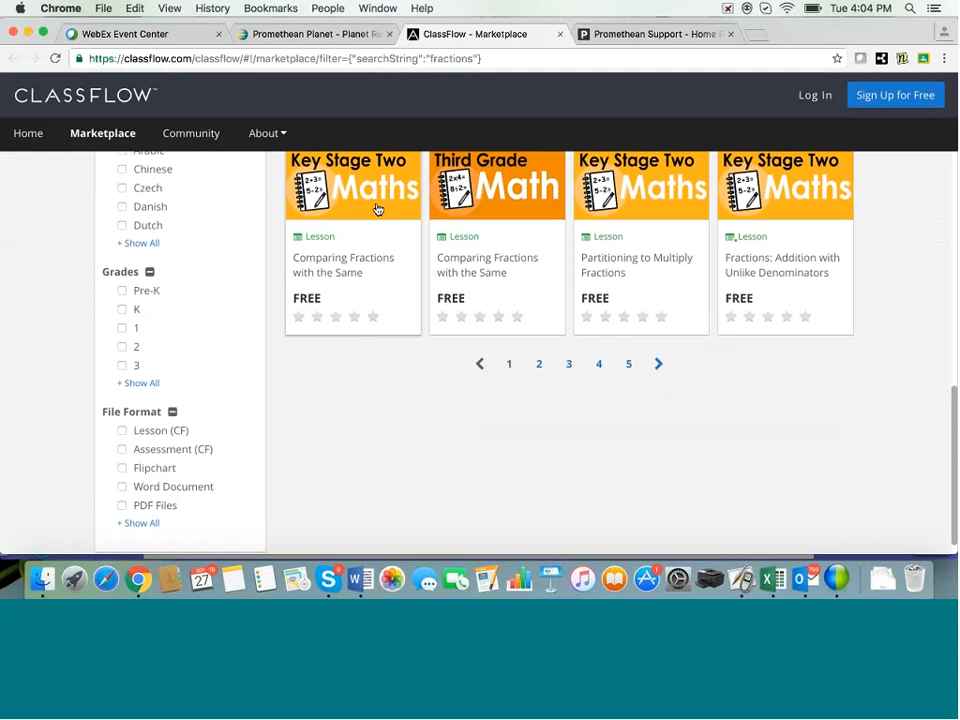 Chrome File Edit View History Bookmarks People Window Help Tue 4:04 PM
WebEx Event Center × Promethean Planet - Planet Re × ClassFlow - Marketplace × Promethean Support - Home P ×
https://classflow.com/classflow/#!/marketplace/filter={"searchString":"fractions"}
CLASSFLOW™ Log In Sign Up for Free
Home Marketplace Community About
Arabic
Chinese
Czech
Danish
Dutch
+ Show All
Grades
Pre-K
K
1
2
3
+ Show All
File Format
Lesson (CF)
Assessment (CF)
Flipchart
Word Document
PDF Files
+ Show All
Key Stage Two
Maths
Lesson
Comparing Fractions
with the Same
FREE
Third Grade
Math
Lesson
Comparing Fractions
with the Same
FREE
Key Stage Two
Maths
Lesson
Partitioning to Multiply
Fractions
FREE
Key Stage Two
Maths
Lesson
Fractions: Addition with
Unlike Denominators
FREE
1 2 3 4 5